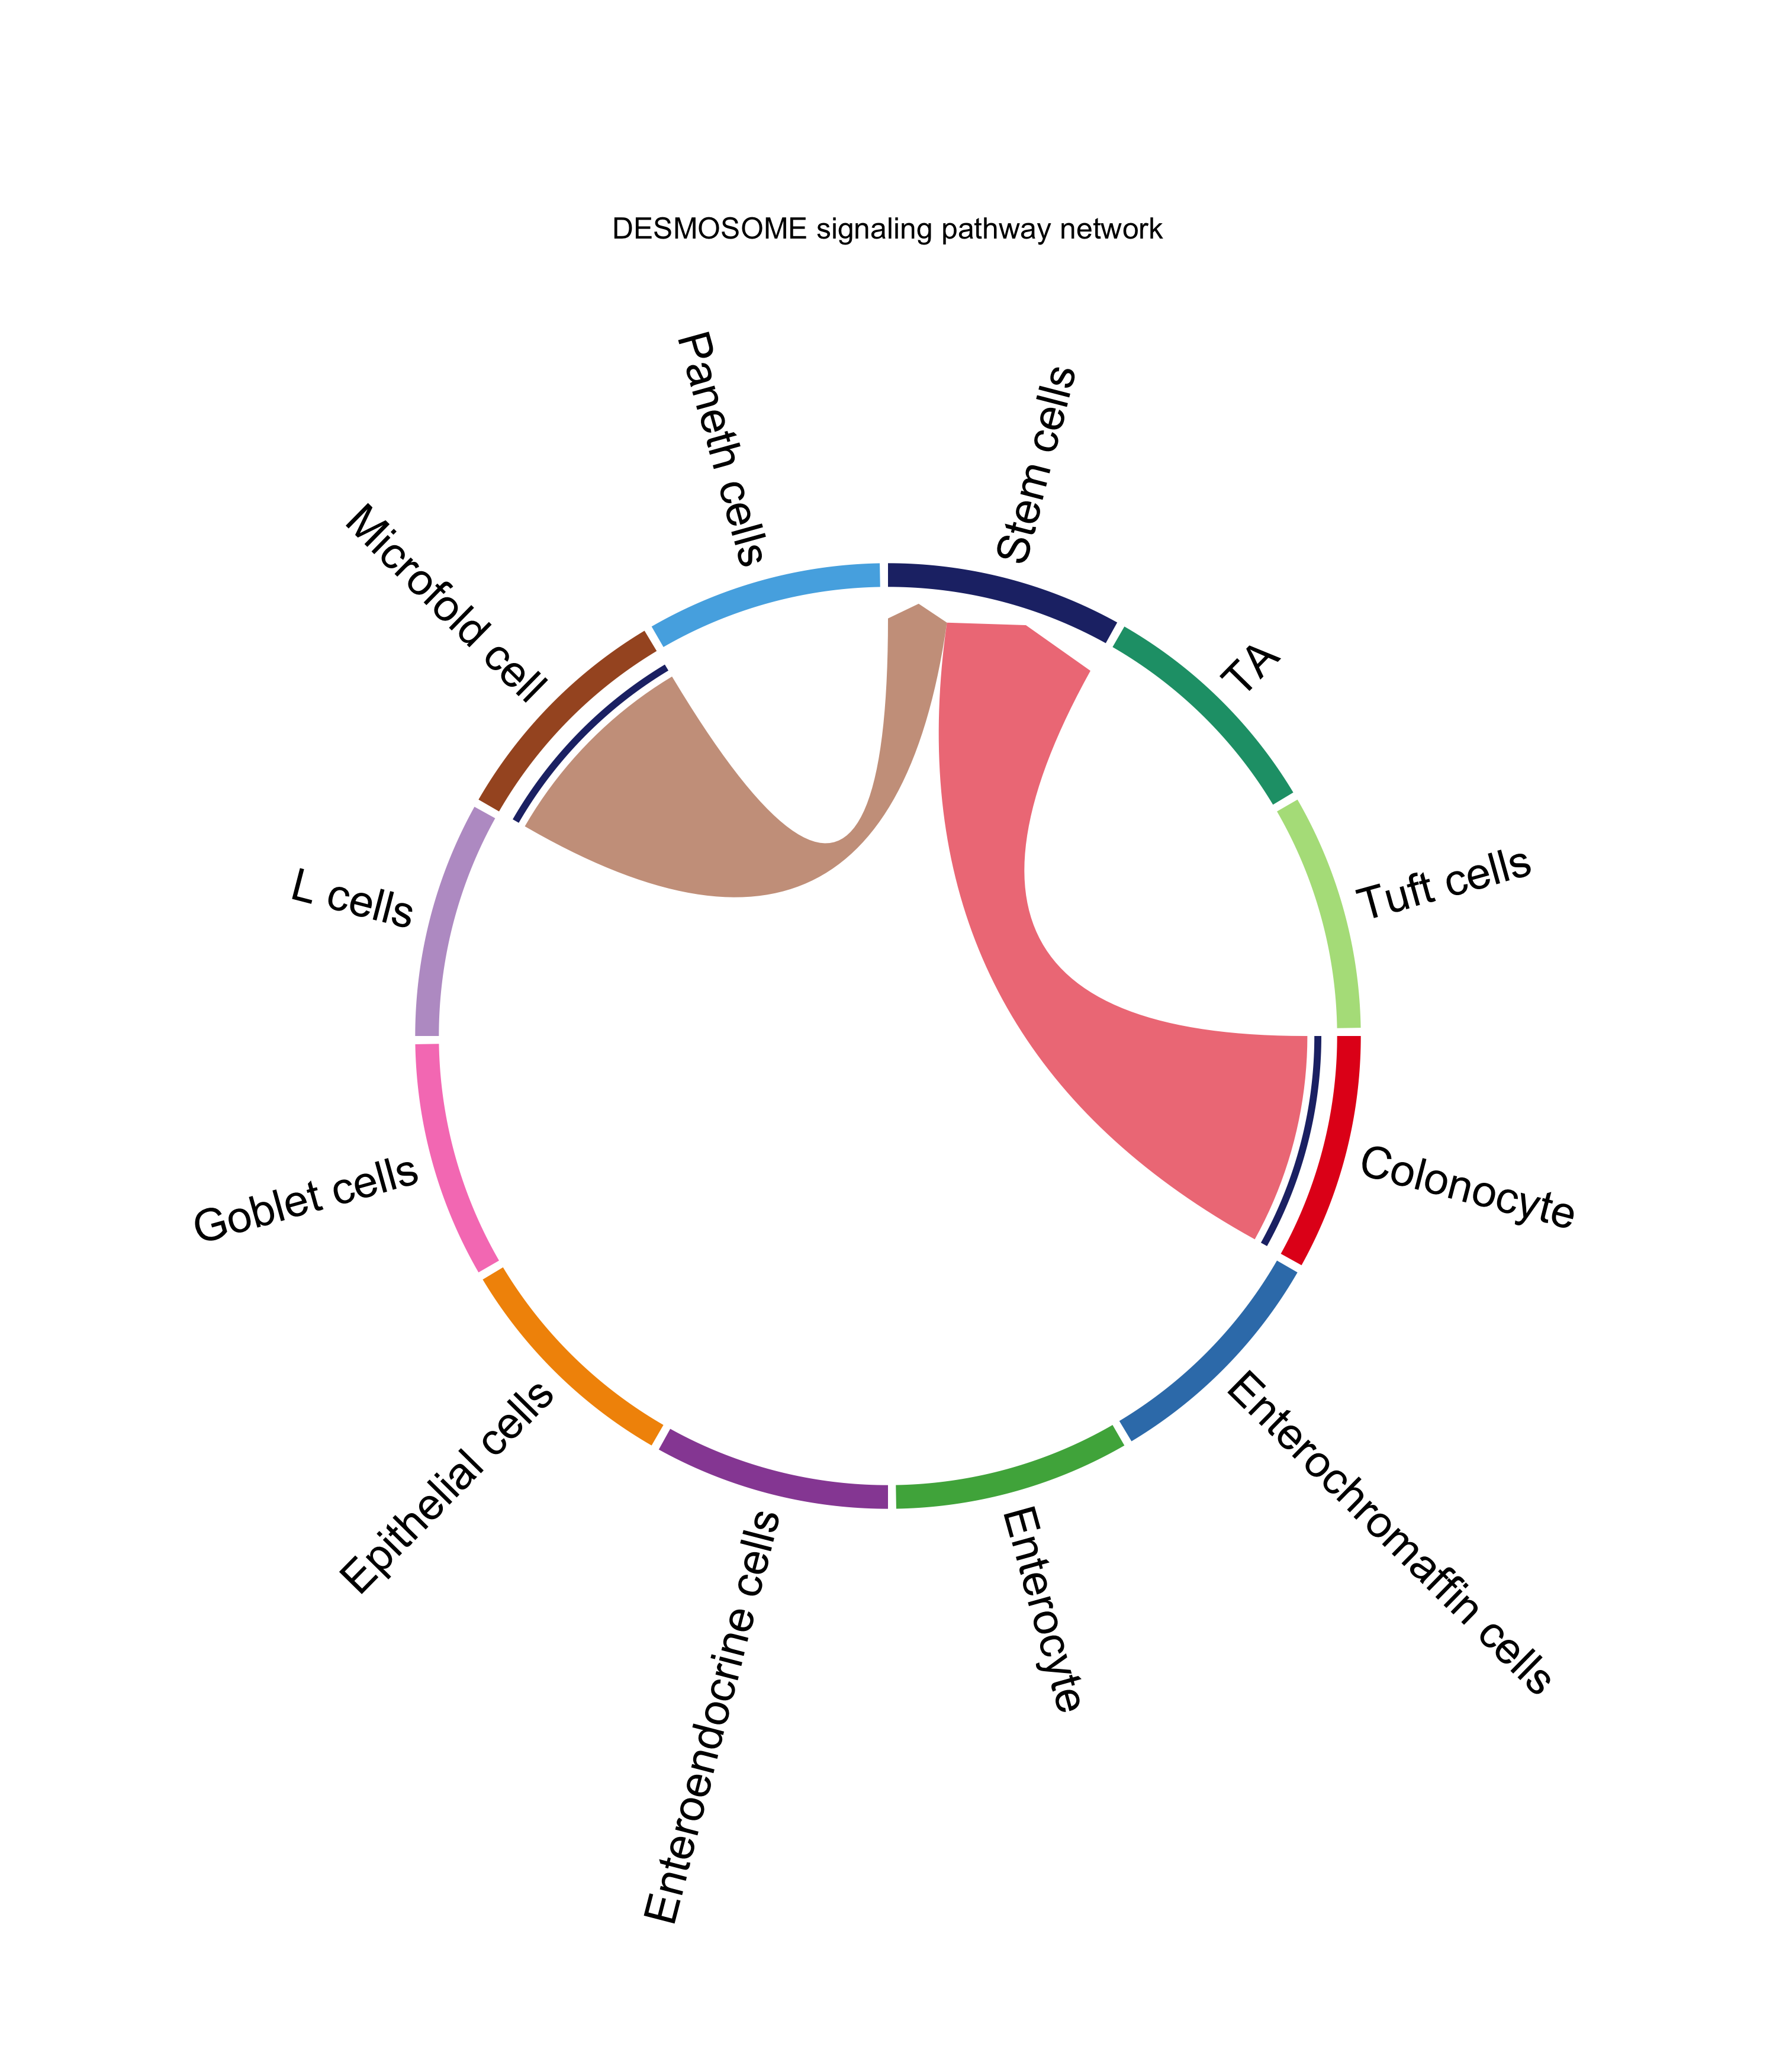 DESMOSOME signaling pathway network
Paneth cells
Stem cells
Microfold cell
TA
L cells
Tuft cells
Goblet cells
Colonocyte
Epithelial cells
Enterochromaffin cells
Enteroendocrine cells
Enterocyte